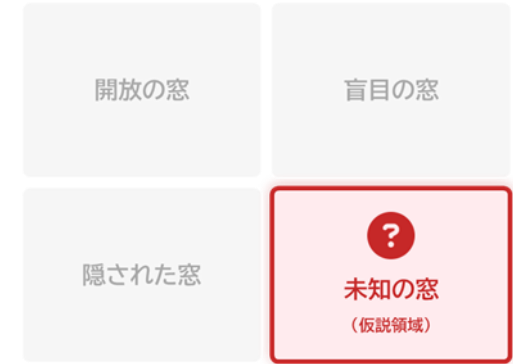 開放の窓
盲目の窓
隠された窓
?
未知の窓
（仮説領域）